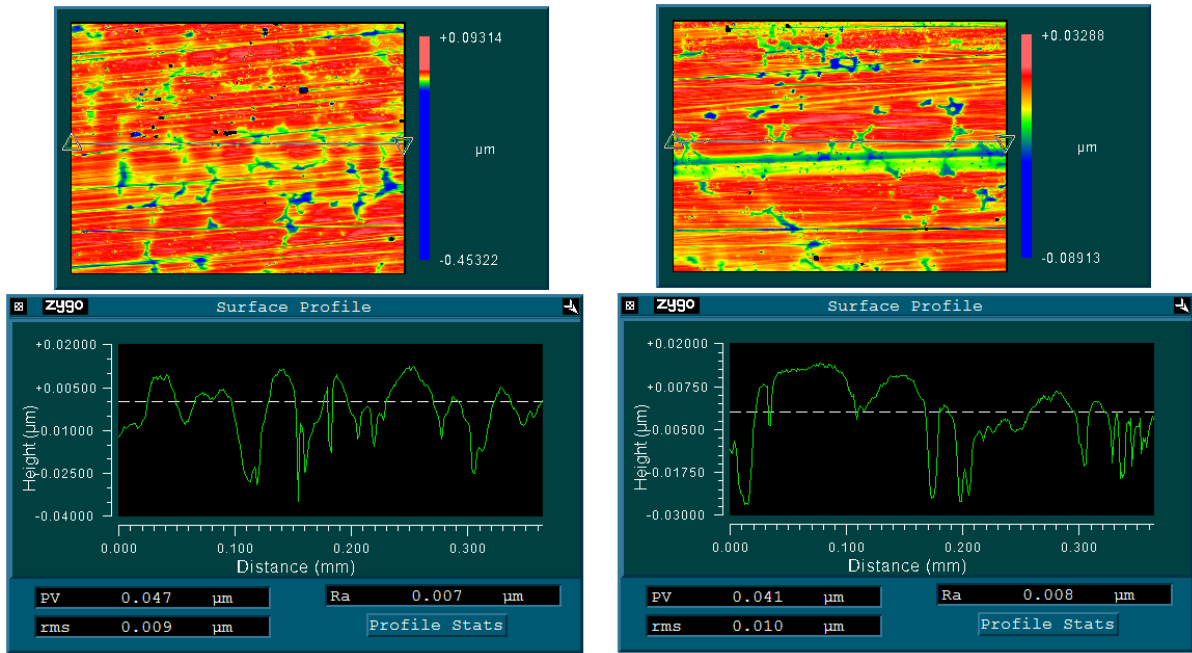 +0.09314
µm
-0.45322
+0.03288
µm
-0.08913
zygo Surface Profile
+0.02000
+0.00500
-0.01000
-0.02500
-0.04000
Height (µm)
0.000 0.100 0.200 0.300
Distance (mm)
PV 0.047 µm
rms 0.009 µm
Ra 0.007 µm
Profile Stats
zygo Surface Profile
+0.02000
+0.00750
-0.00500
-0.01750
-0.03000
Height (µm)
0.000 0.100 0.200 0.300
Distance (mm)
PV 0.041 µm
rms 0.010 µm
Ra 0.008 µm
Profile Stats